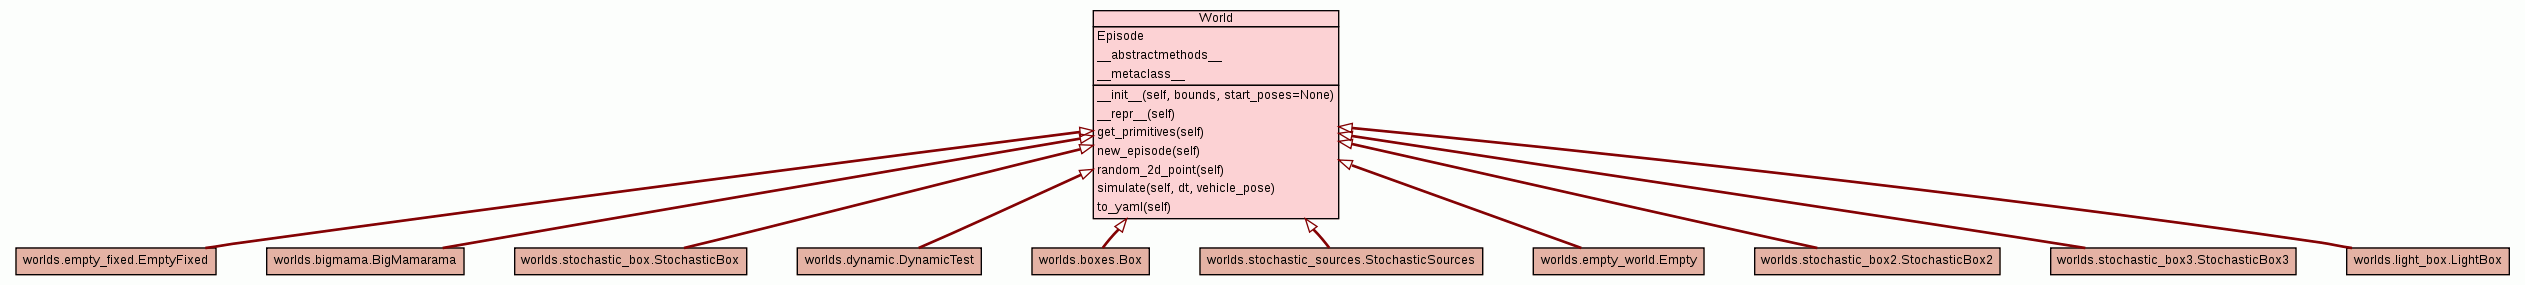 World
Episode
__abstractmethods__
__metaclass__
__init__(self, bounds, start_poses=None)
__repr__(self)
get_primitives(self)
new_episode(self)
random_2d_point(self)
simulate(self, dt, vehicle_pose)
to_yaml(self)
worlds.empty_fixed.EmptyFixed
worlds.bigmama.BigMamarama
worlds.stochastic_box.StochasticBox
worlds.dynamic.DynamicTest
worlds.boxes.Box
worlds.stochastic_sources.StochasticSources
worlds.empty_world.Empty
worlds.stochastic_box2.StochasticBox2
worlds.stochastic_box3.StochasticBox3
worlds.light_box.LightBox